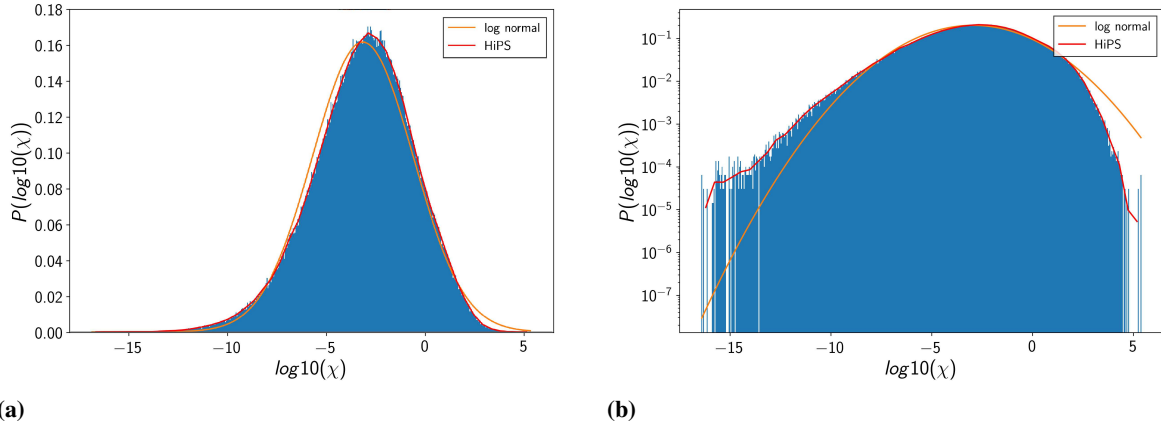 0.18
0.16
0.14
0.12
0.10
0.08
0.06
0.04
0.02
0.00
P(log10(χ))
−15
−10
−5
0
5
log10(χ)
log normal
HiPS
(a)
10⁻¹
10⁻²
10⁻³
10⁻⁴
10⁻⁵
10⁻⁶
10⁻⁷
P(log10(χ))
−15
−10
−5
0
5
log10(χ)
log normal
HiPS
(b)